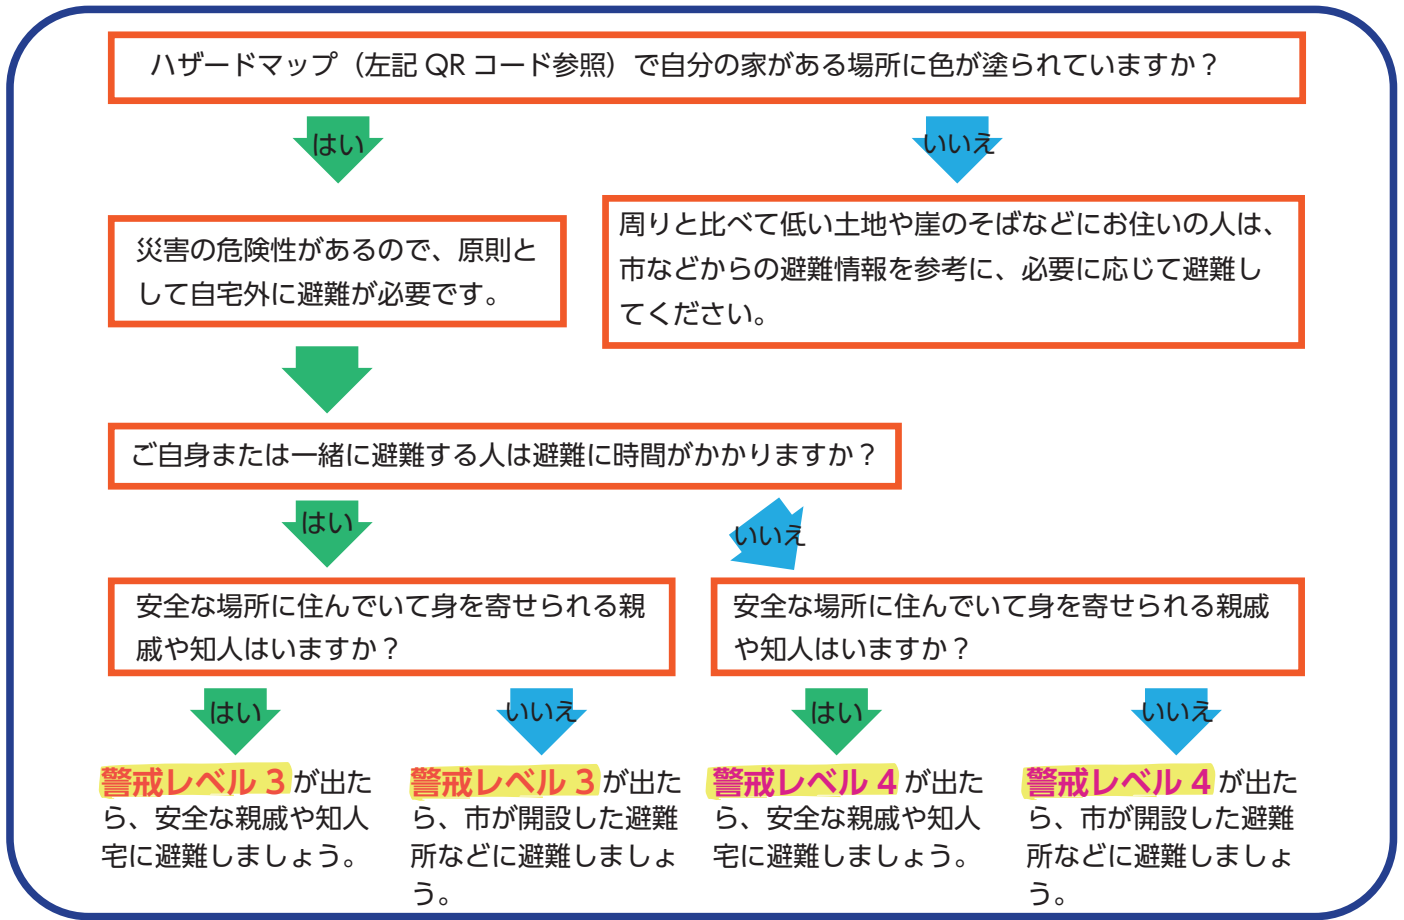 ハザードマップ（左記 QR コード参照）で自分の家がある場所に色が塗られていますか？
はい
いいえ
災害の危険性があるので、原則と
して自宅外に避難が必要です。
周りと比べて低い土地や崖のそばなどにお住いの人は、
市などからの避難情報を参考に、必要に応じて避難し
てください。
ご自身または一緒に避難する人は避難に時間がかかりますか？
はい
いいえ
安全な場所に住んでいて身を寄せられる親
戚や知人はいますか？
安全な場所に住んでいて身を寄せられる親戚
や知人はいますか？
はい
いいえ
はい
いいえ
警戒レベル 3 が出た
ら、安全な親戚や知人
宅に避難しましょう。
警戒レベル 3 が出た
ら、市が開設した避難
所などに避難しましょ
う。
警戒レベル 4 が出た
ら、安全な親戚や知人
宅に避難しましょう。
警戒レベル 4 が出た
ら、市が開設した避難
所などに避難しましょ
う。